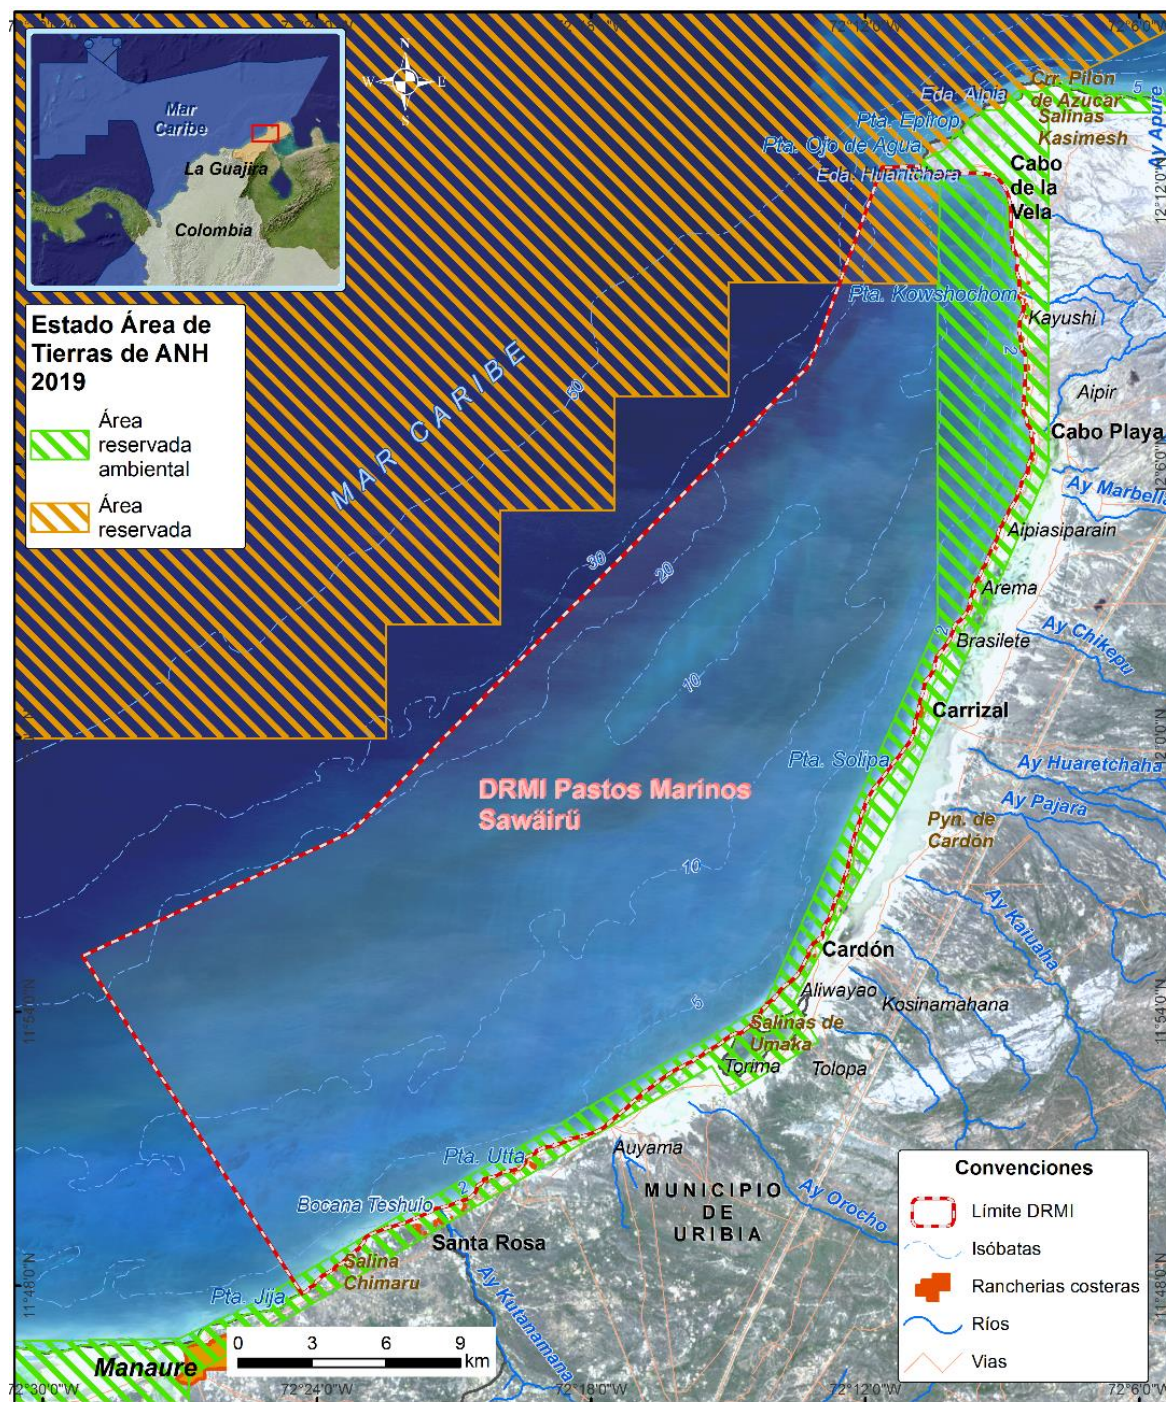 72°12'0"W
72°6'0"W
N
W
E
S
Mar
Caribe
La Guajira
Colombia
Estado Área de
Tierras de ANH
2019
Área
reservada
ambiental
Área
reservada
MAR CARIBE
50
30
20
10
10
5
5
2
2
2
Eda. Aipia
Crr. Pilón
de Azúcar
Pta. Epirop
Salinas
Kasimesh
Pta. Ojo de Agua
Eda. Huaritchera
Cabo
de la
Vela
Ay Apure
12°12'0"N
Pta. Kowshochom
Kayushi
Aipir
Cabo Playa
12°6'0"N
Ay Marbella
Aipiasiparain
Arema
Brasilete
Ay Chikepu
Carrizal
12°0'0"N
Pta. Solipa
Ay Huaretchaha
Ay Pajara
DRMI Pastos Marinos
Sawäirü
Pyn. de
Cardón
Ay Kaiuaha
Cardón
Aliwayao
Kosinamahana
11°54'0"N
11°54'0"N
Salinas de
Umaka
Torima
Tolopa
Auyama
Pta. Utta
MUNICIPIO
DE
URIBIA
Ay Orocho
Bocana Teshulo
Santa Rosa
Salina
Chimaru
Pta. Jija
Ay Kutanamana
11°48'0"N
11°48'0"N
Manaure
0 3 6 9
km
Convenciones
Límite DRMI
Isóbatas
Rancherias costeras
Ríos
Vias
72°30'0"W
72°24'0"W
72°18'0"W
72°12'0"W
72°6'0"W